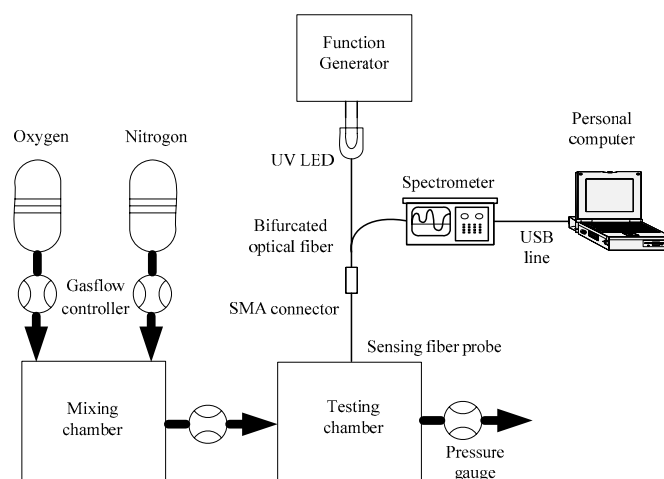 Function
Generator
Oxygen
Nitrogon
Personal
computer
UV LED
Spectrometer
Bifurcated
optical fiber
USB
line
Gasflow
controller
SMA connector
Sensing fiber probe
Mixing
chamber
Testing
chamber
Pressure
gauge